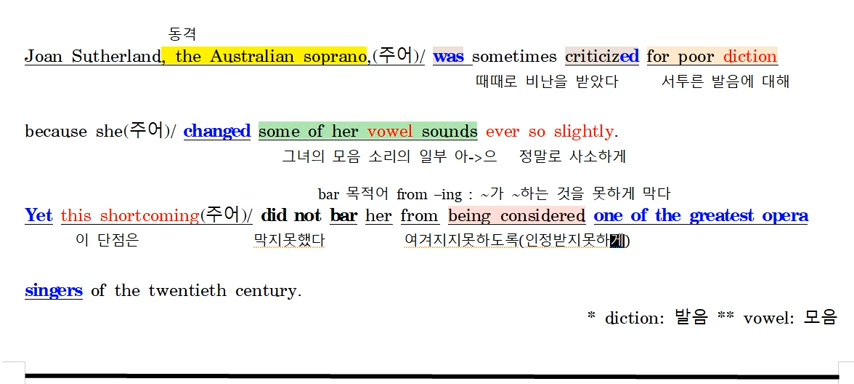 동격
Joan Sutherland, the Australian soprano,(주어)/ was sometimes criticized for poor diction
때때로 비난을 받았다 서투른 발음에 대해
because she(주어)/ changed some of her vowel sounds ever so slightly.
그녀의 모음 소리의 일부 아->으 정말로 사소하게
bar 목적어 from –ing : ~가 ~하는 것을 못하게 막다
Yet this shortcoming(주어)/ did not bar her from being considered one of the greatest opera
이 단점은 막지못했다 여겨지지못하도록(인정받지못하게)
singers of the twentieth century.
* diction: 발음 ** vowel: 모음